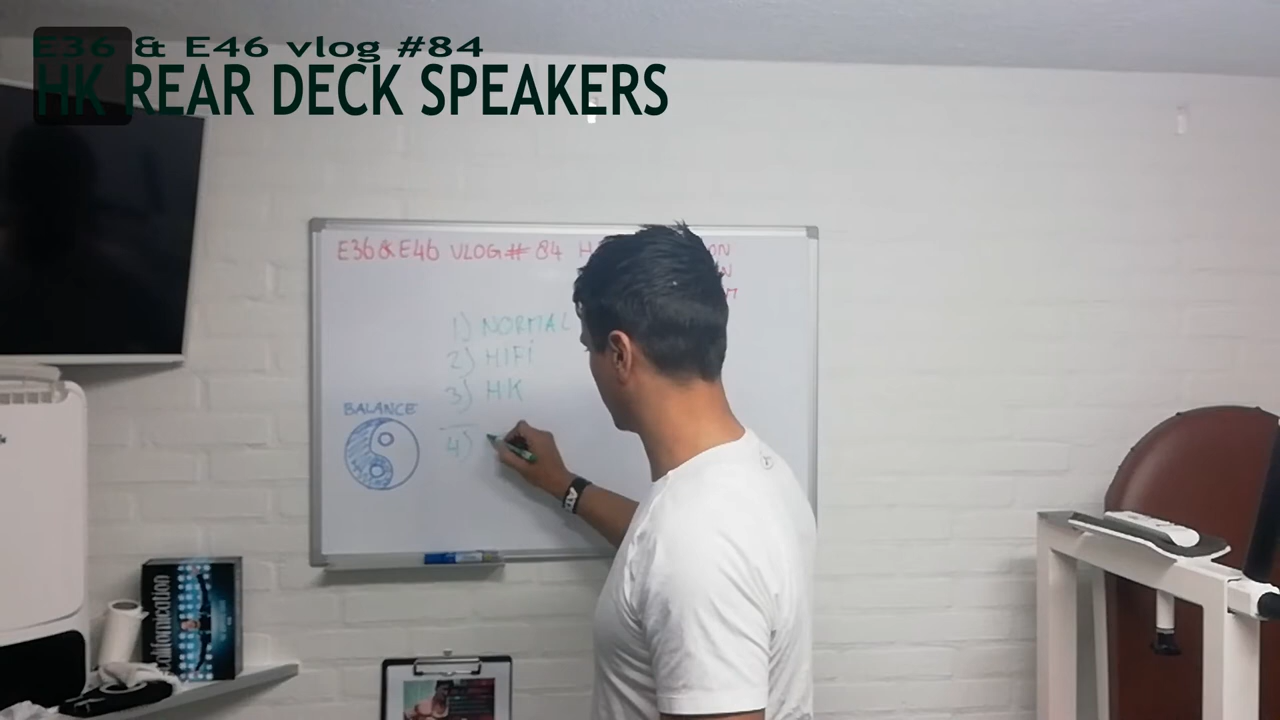 E36 & E46 vlog #84
HK REAR DECK SPEAKERS
E36 & E46 VLOG # 84 H
ON
1) NORMAL
2) HIFI
3) HK
BALANCE
4)
Californication